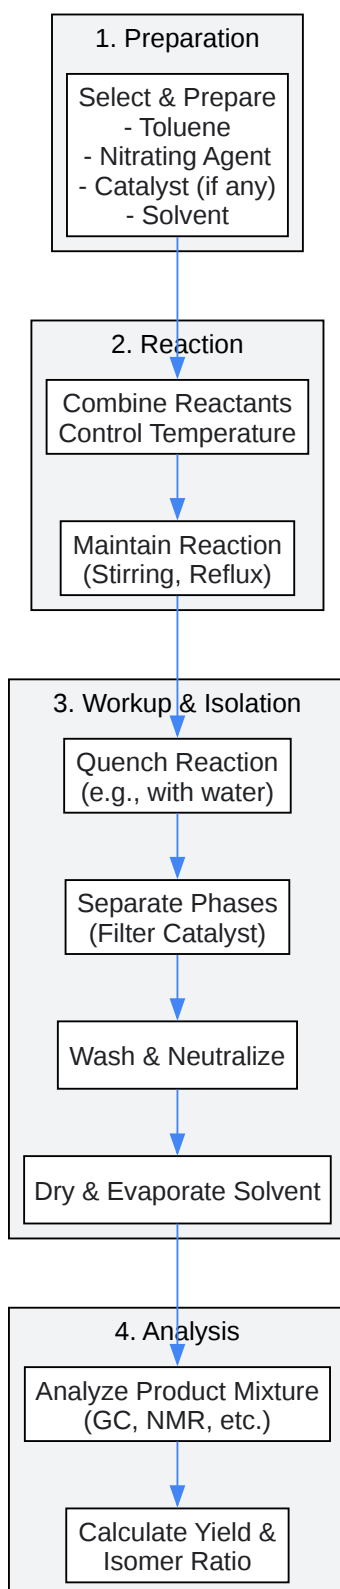 1. Preparation
Select & Prepare
- Toluene
- Nitrating Agent
- Catalyst (if any)
- Solvent
2. Reaction
Combine Reactants
Control Temperature
Maintain Reaction
(Stirring, Reflux)
3. Workup & Isolation
Quench Reaction
(e.g., with water)
Separate Phases
(Filter Catalyst)
Wash & Neutralize
Dry & Evaporate Solvent
4. Analysis
Analyze Product Mixture
(GC, NMR, etc.)
Calculate Yield &
Isomer Ratio